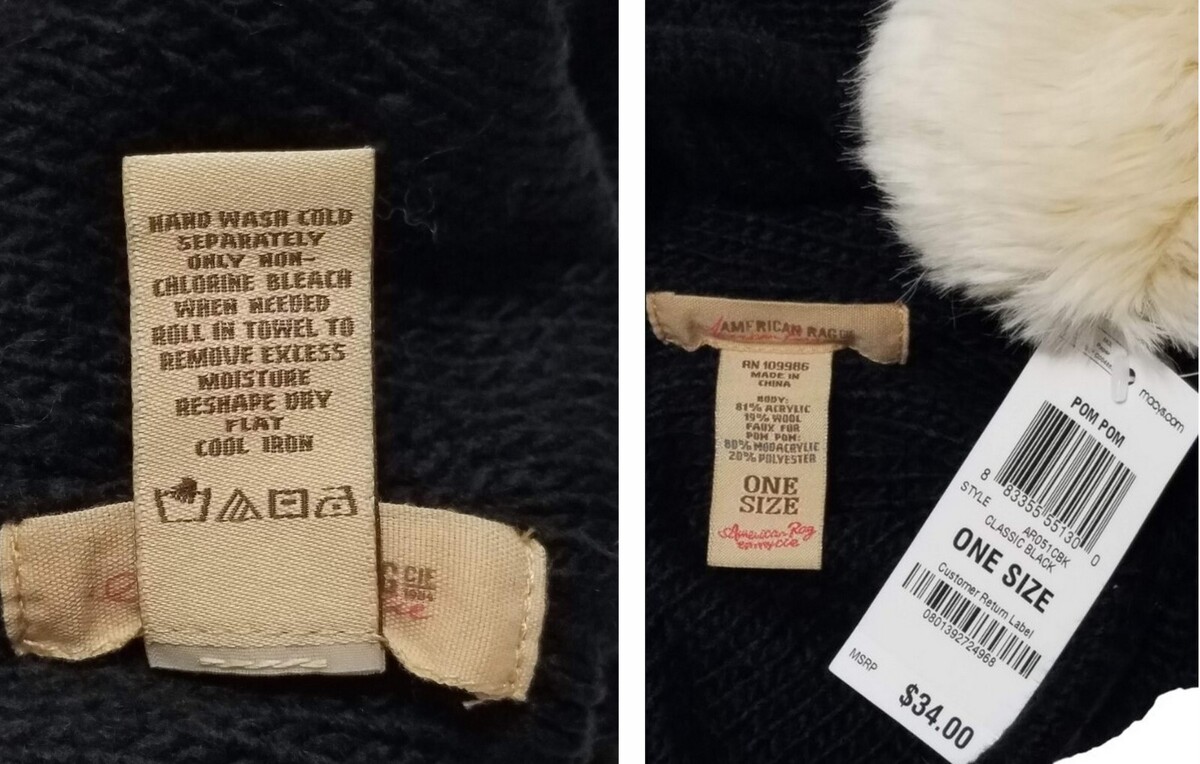 HAND WASH COLD
SEPARATELY
ONLY NON-
CHLORINE BLEACH
WHEN NEEDED
ROLL IN TOWEL TO
REMOVE EXCESS
MOISTURE
RESHAPE DRY
FLAT
COOL IRON
CIE
AMERICAN RAG CIE
RN 109986
MADE IN
CHINA
BODY:
81% ACRYLIC
19% WOOL
FAUX FUR
POM POM:
80% MODACRYLIC
20% POLYESTER
ONE
SIZE
American Rag
macys.com
POM POM
8 83355 55130 0
STYLE AR051CBK
CLASSIC BLACK
ONE SIZE
Customer Return Label
0801392724968
MSRP
$34.00